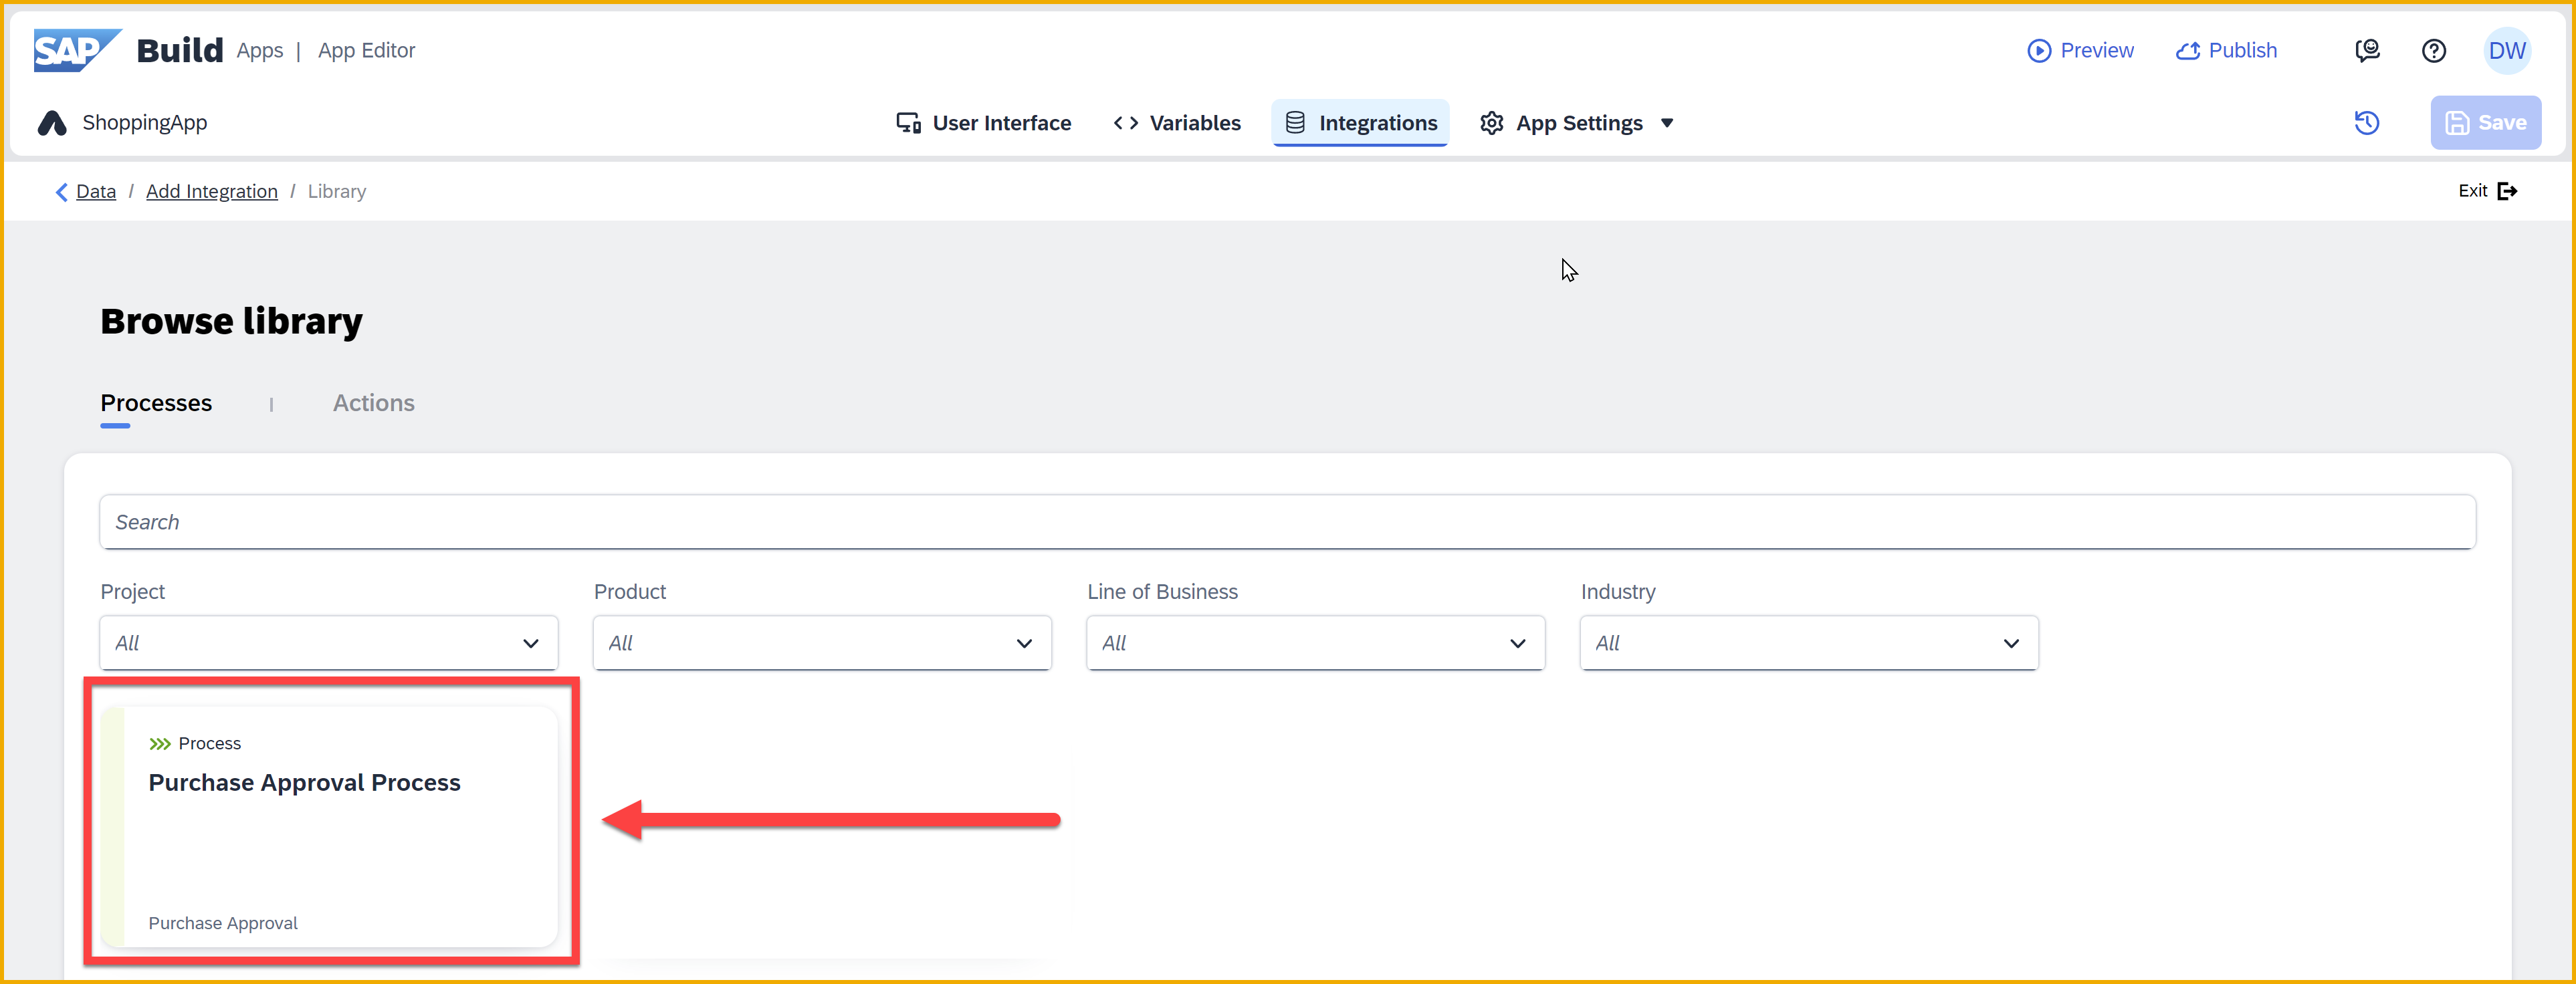 SAP Build Apps | App Editor
Preview Publish DW
ShoppingApp User Interface Variables Integrations App Settings Save
Data / Add Integration / Library Exit
Browse library
Processes | Actions
Search
Project Product Line of Business Industry
All All All All
Process
Purchase Approval Process
Purchase Approval